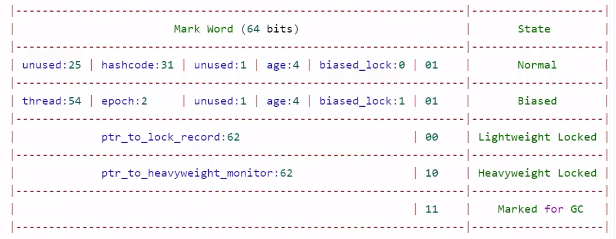 |--------------------------------------------------------------|--------------------|
| Mark Word (64 bits) | State |
|--------------------------------------------------------------|--------------------|
| unused:25 | hashcode:31 | unused:1 | age:4 | biased_lock:0 | 01 | Normal |
|--------------------------------------------------------------|--------------------|
| thread:54 | epoch:2 | unused:1 | age:4 | biased_lock:1 | 01 | Biased |
|--------------------------------------------------------------|--------------------|
| ptr_to_lock_record:62 | 00 | Lightweight Locked |
|--------------------------------------------------------------|--------------------|
| ptr_to_heavyweight_monitor:62 | 10 | Heavyweight Locked |
|--------------------------------------------------------------|--------------------|
| | 11 | Marked for GC |
|--------------------------------------------------------------|--------------------|